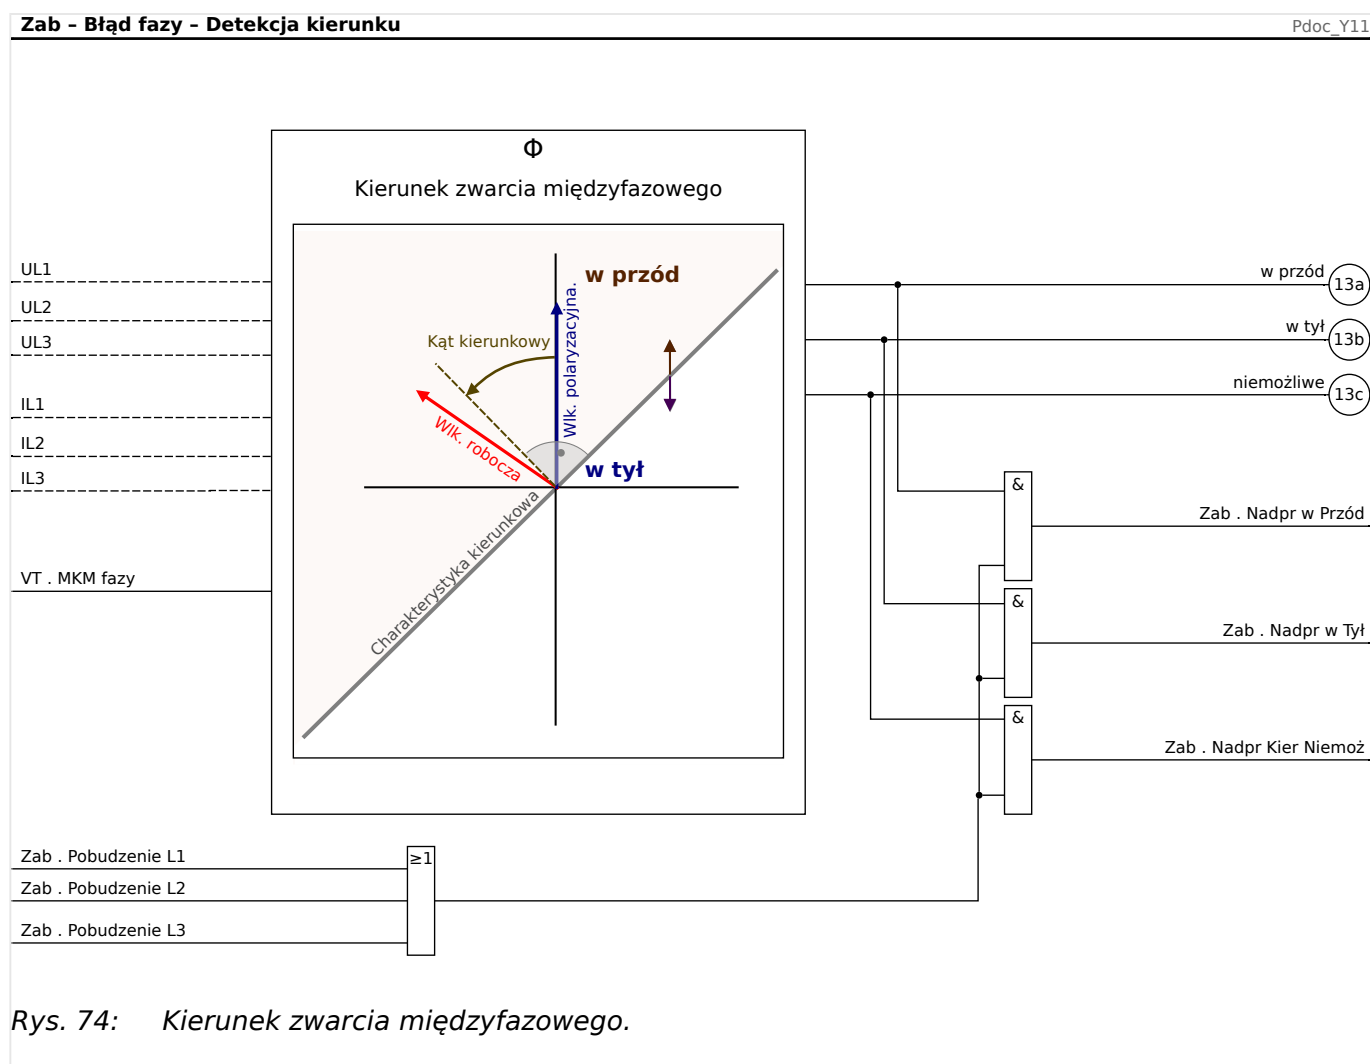 Zab – Błąd fazy – Detekcja kierunku
Pdoc_Y11
Φ
Kierunek zwarcia międzyfazowego
UL1
UL2
UL3
IL1
IL2
IL3
VT . MKM fazy
w przód
Kąt kierunkowy
Wlk. polaryzacyjna.
Wlk. robocza
w tył
Charakterystyka kierunkowa
w przód
13a
w tył
13b
niemożliwe
13c
&
Zab . Nadpr w Przód
&
Zab . Nadpr w Tył
&
Zab . Nadpr Kier Niemoż
Zab . Pobudzenie L1
Zab . Pobudzenie L2
Zab . Pobudzenie L3
≥1
Rys. 74: Kierunek zwarcia międzyfazowego.